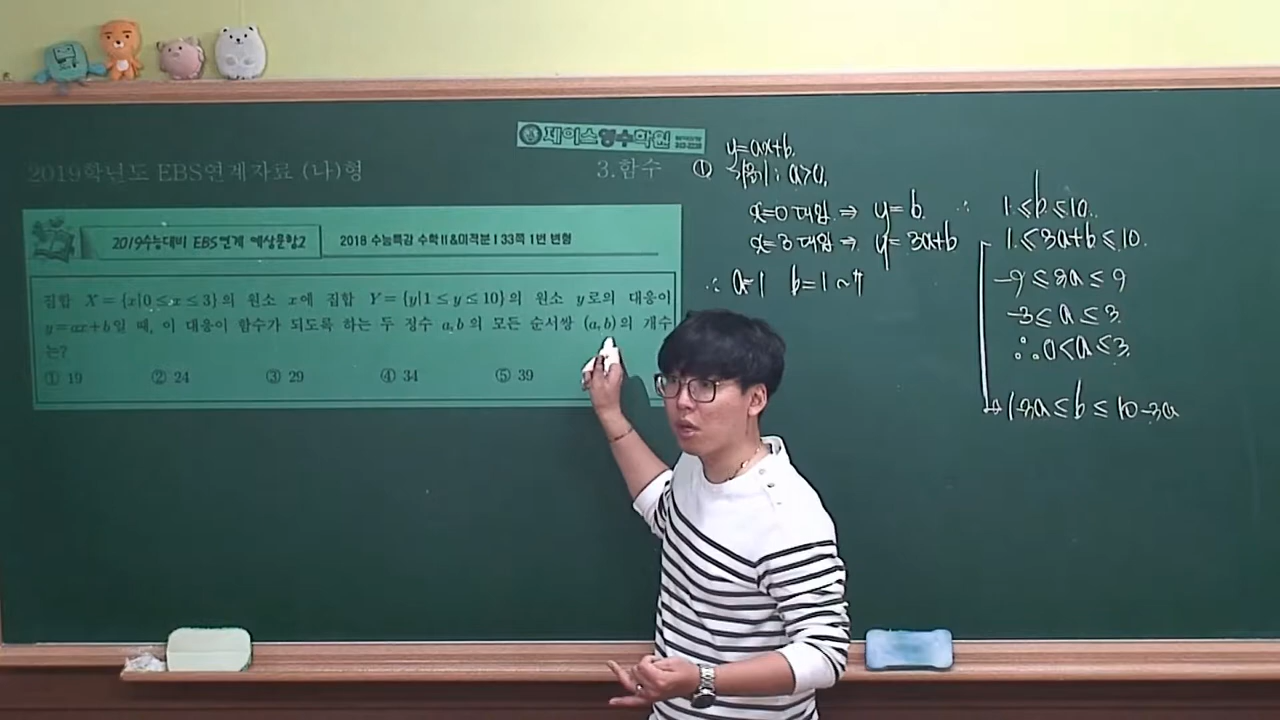 제이스영수학원
2019학년도 EBS연계자료 (나)형
3.함수
2019수능대비 EBS연계 예상문항2
2018 수능특강 수학II&미적분I 33쪽 1번 변형
집합 X={x|0≤x≤3}의 원소 x에 집합 Y={y|1≤y≤10}의 원소 y로의 대응이
y=ax+b일 때, 이 대응이 함수가 되도록 하는 두 정수 a, b의 모든 순서쌍 (a, b)의 개수
는?
① 19 ② 24 ③ 29 ④ 34 ⑤ 39
y=ax+b.
① 기울기 : a>0,
x=0 대입 ⇒ y=b. ∴ 1≤b≤10.
x=3 대입 ⇒ y=3a+b 1≤3a+b≤10.
∴ a=1 b=1~7
-9≤3a≤9
-3≤a≤3.
∴ 0<a≤3.
1-3a≤b≤10-3a